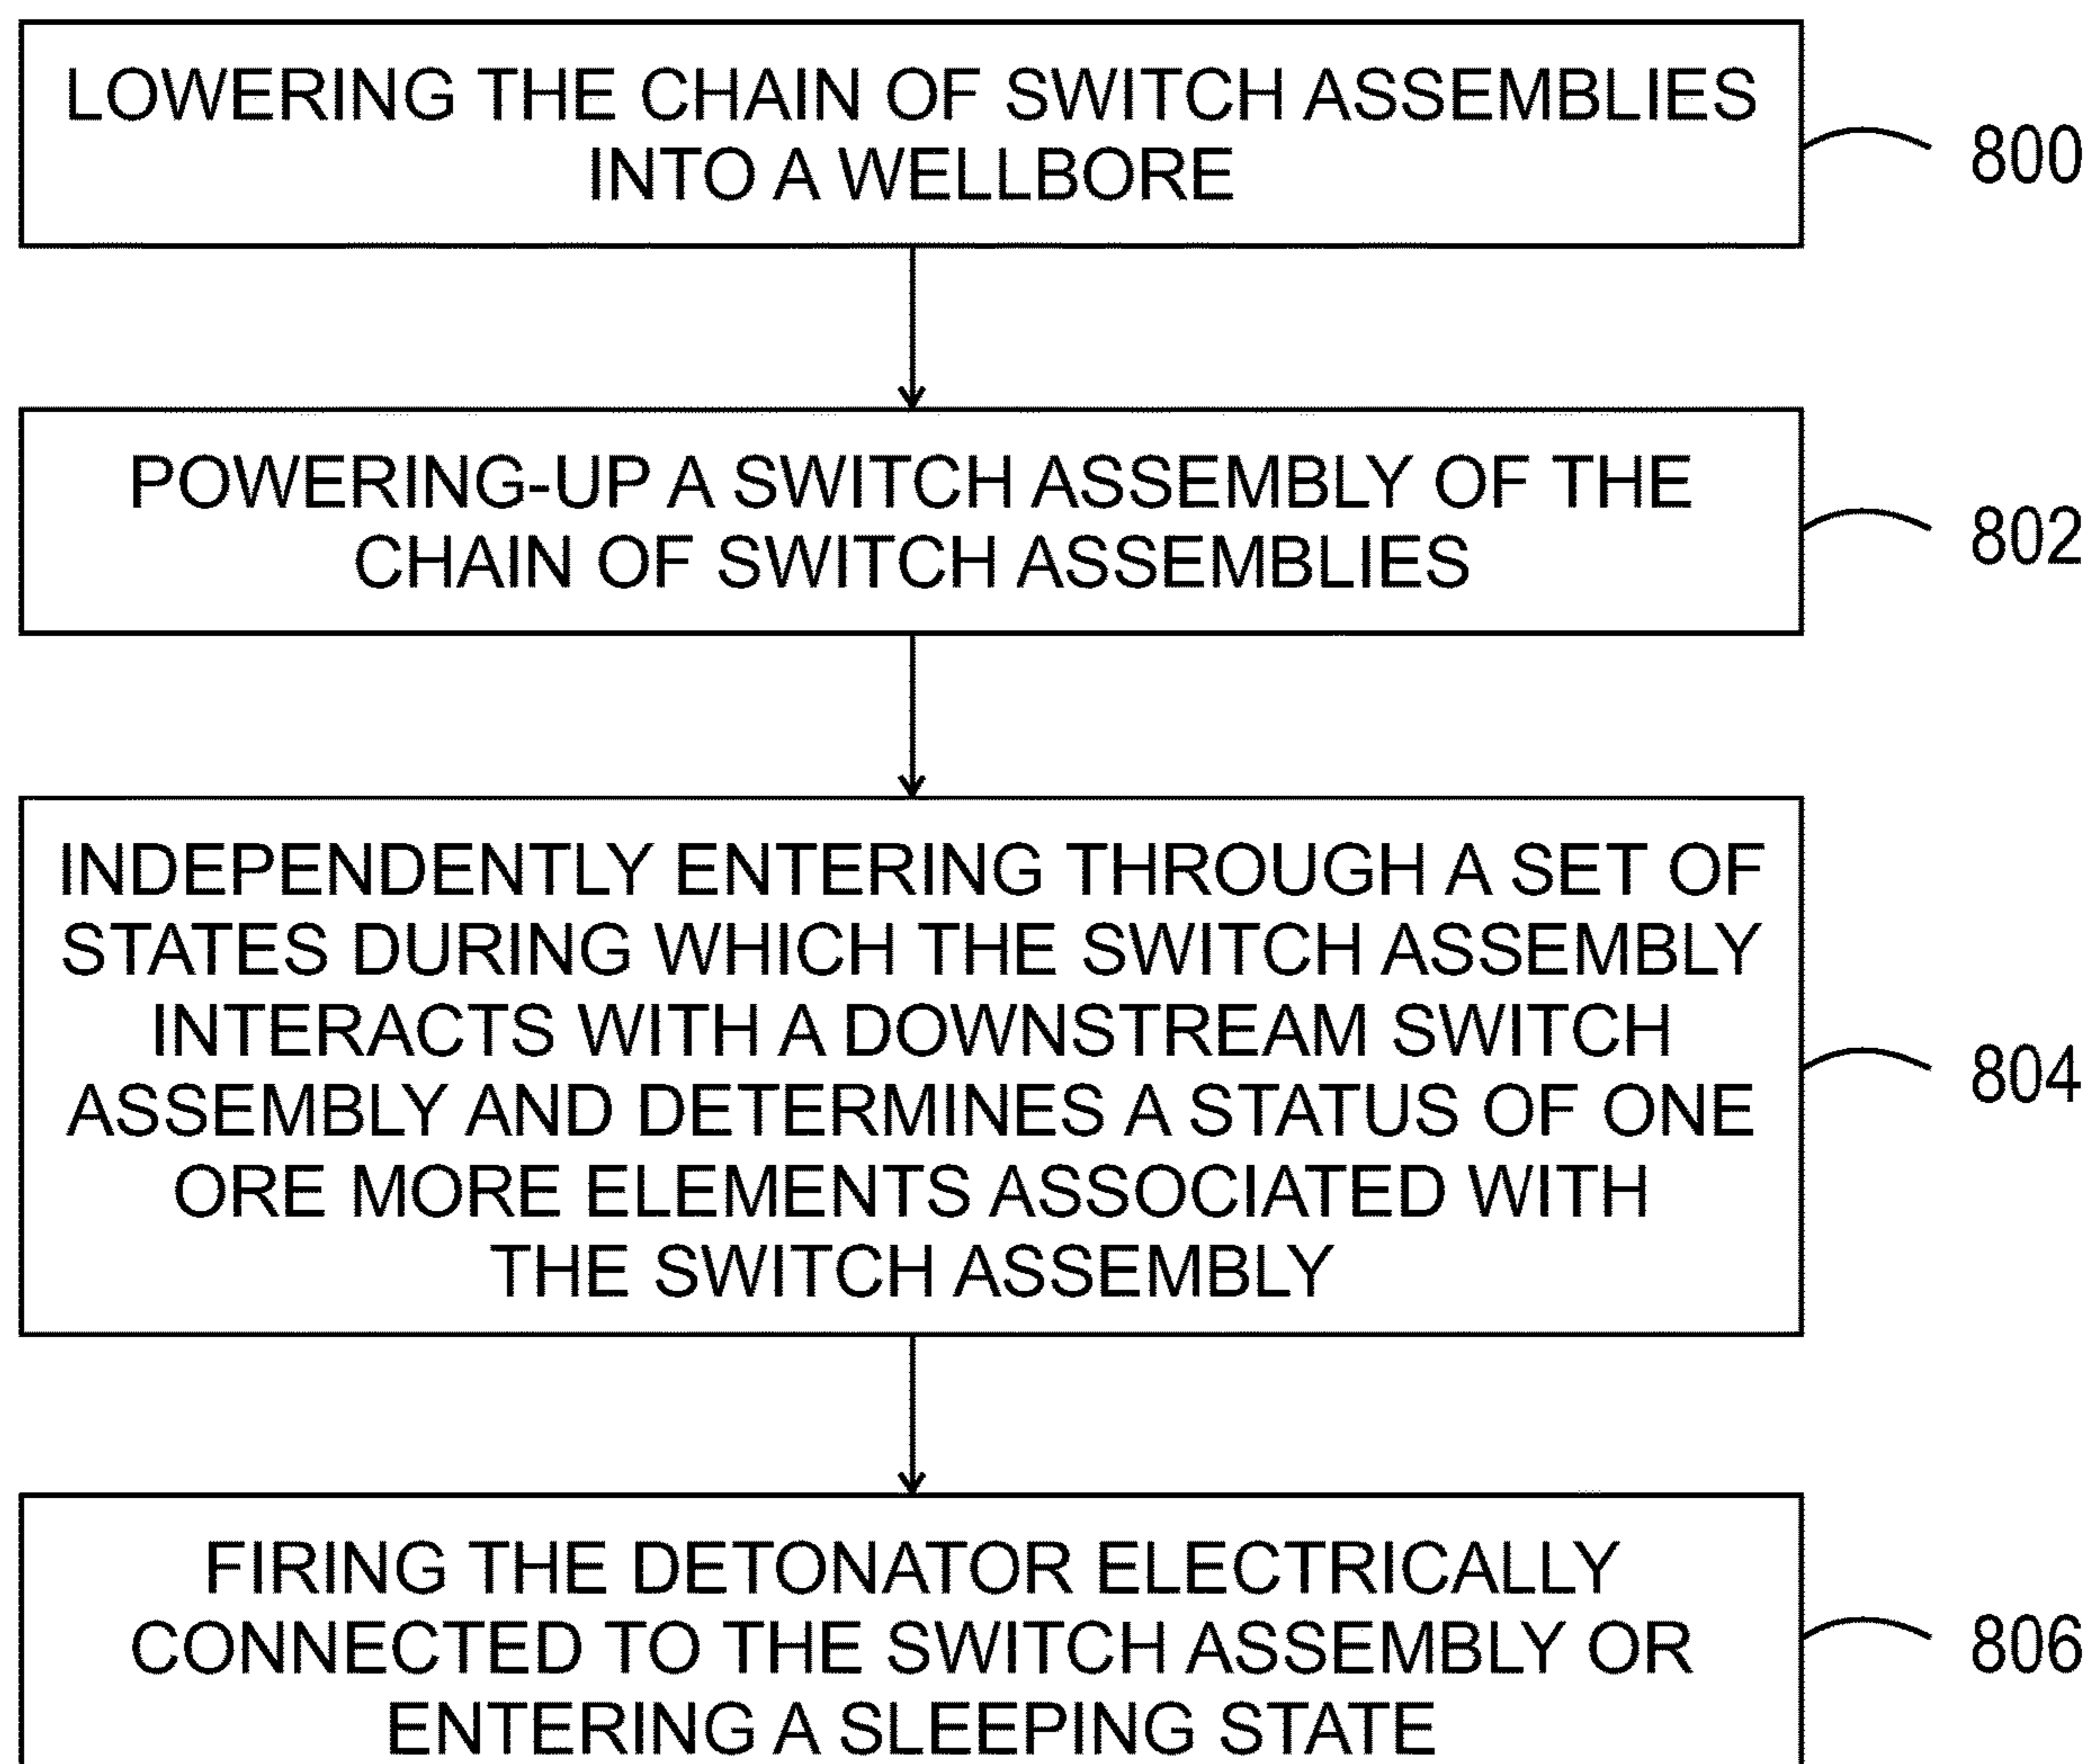 LOWERING THE CHAIN OF SWITCH ASSEMBLIES
INTO A WELLBORE
800
POWERING-UP A SWITCH ASSEMBLY OF THE
CHAIN OF SWITCH ASSEMBLIES
802
INDEPENDENTLY ENTERING THROUGH A SET OF
STATES DURING WHICH THE SWITCH ASSEMBLY
INTERACTS WITH A DOWNSTREAM SWITCH
ASSEMBLY AND DETERMINES A STATUS OF ONE
ORE MORE ELEMENTS ASSOCIATED WITH
THE SWITCH ASSEMBLY
804
FIRING THE DETONATOR ELECTRICALLY
CONNECTED TO THE SWITCH ASSEMBLY OR
ENTERING A SLEEPING STATE
806